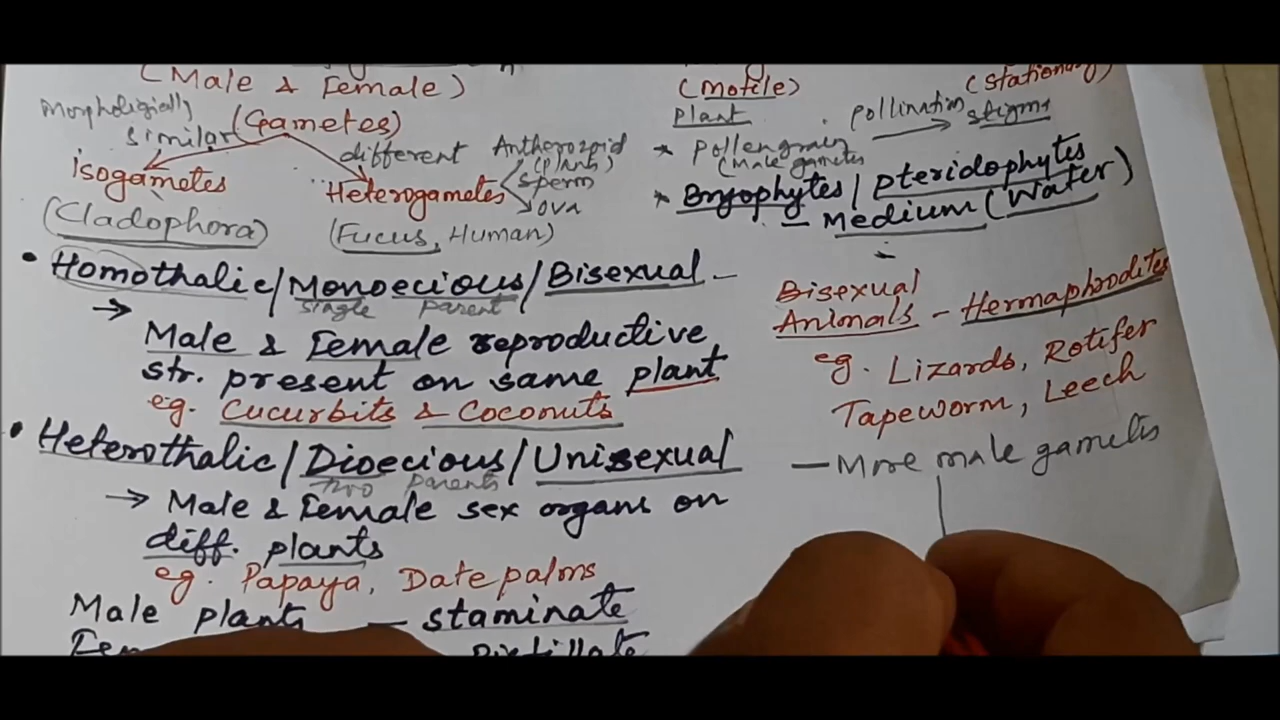 (Male & Female)
Morphologially
similar
(Gametes)
different
isogametes
Heterogametes
Antherozoid
(plants)
sperm
ova
(Cladophora)
(Fucus, Human)
• Homothalic/Monoecious/Bisexual -
single parent
→ Male & Female reproductive
str. present on same plant
eg. Cucurbits & Coconuts
• Heterothalic/Dioecious/Unisexual
two parents
→ Male & Female sex organs on
diff. plants
eg. Papaya, Date palms
Male plants - staminate
Pistillate
(Motile)
(Stationary)
plant
pollination
stigma
* pollengrain
(male gametes
* Bryophytes/pteridophytes
- Medium (Water)
Bisexual
Animals - Hermaphrodites
eg. Lizards, Rotifer
Tapeworm, Leech
- More male gametes